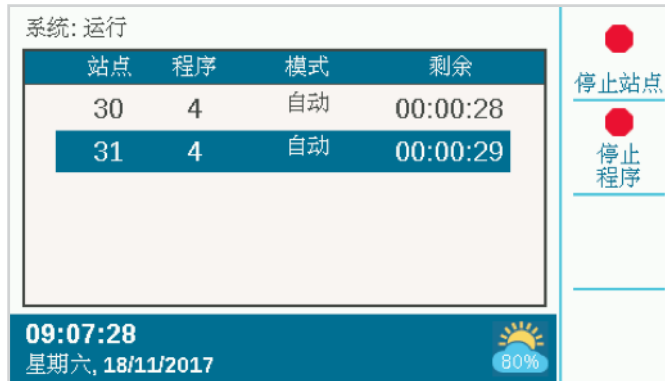 系统: 运行
站点 程序 模式 剩余
30 4 自动 00:00:28
31 4 自动 00:00:29
停止站点
停止
程序
09:07:28
星期六, 18/11/2017
80%